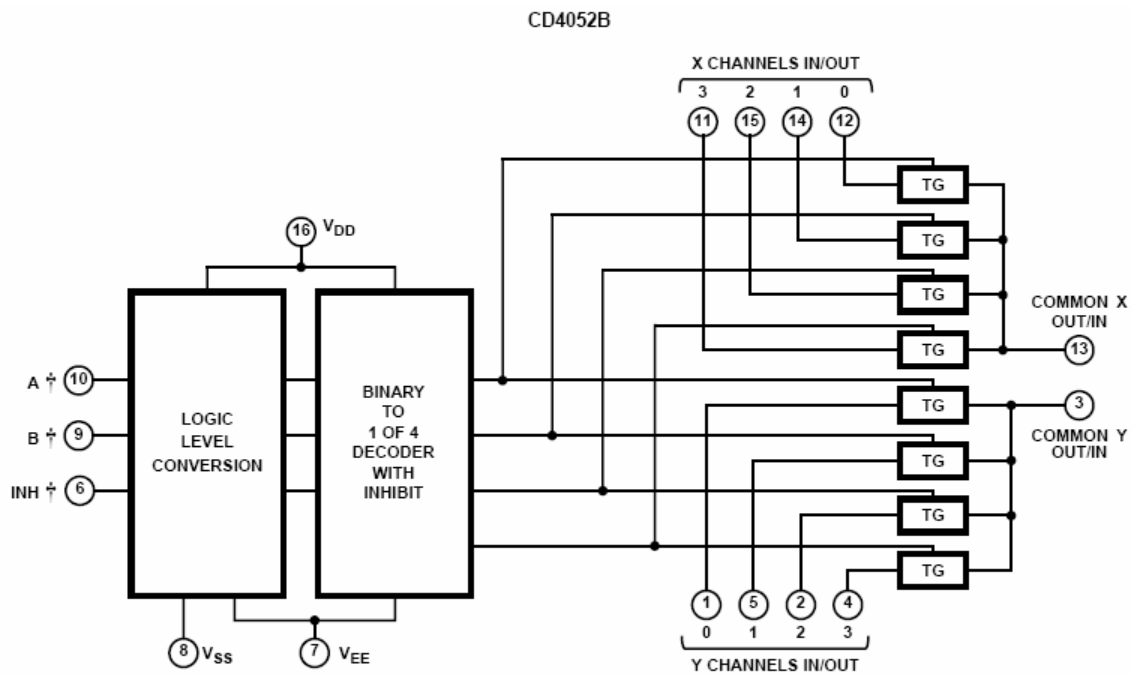 CD4052B
X CHANNELS IN/OUT
3 2 1 0
11 15 14 12
TG
TG
16 VDD
TG
COMMON X
OUT/IN
TG
13
A † 10
TG
3
COMMON Y
OUT/IN
B † 9
TG
INH † 6
TG
TG
LOGIC
LEVEL
CONVERSION
BINARY
TO
1 OF 4
DECODER
WITH
INHIBIT
8 VSS
7 VEE
1 5 2 4
0 1 2 3
Y CHANNELS IN/OUT